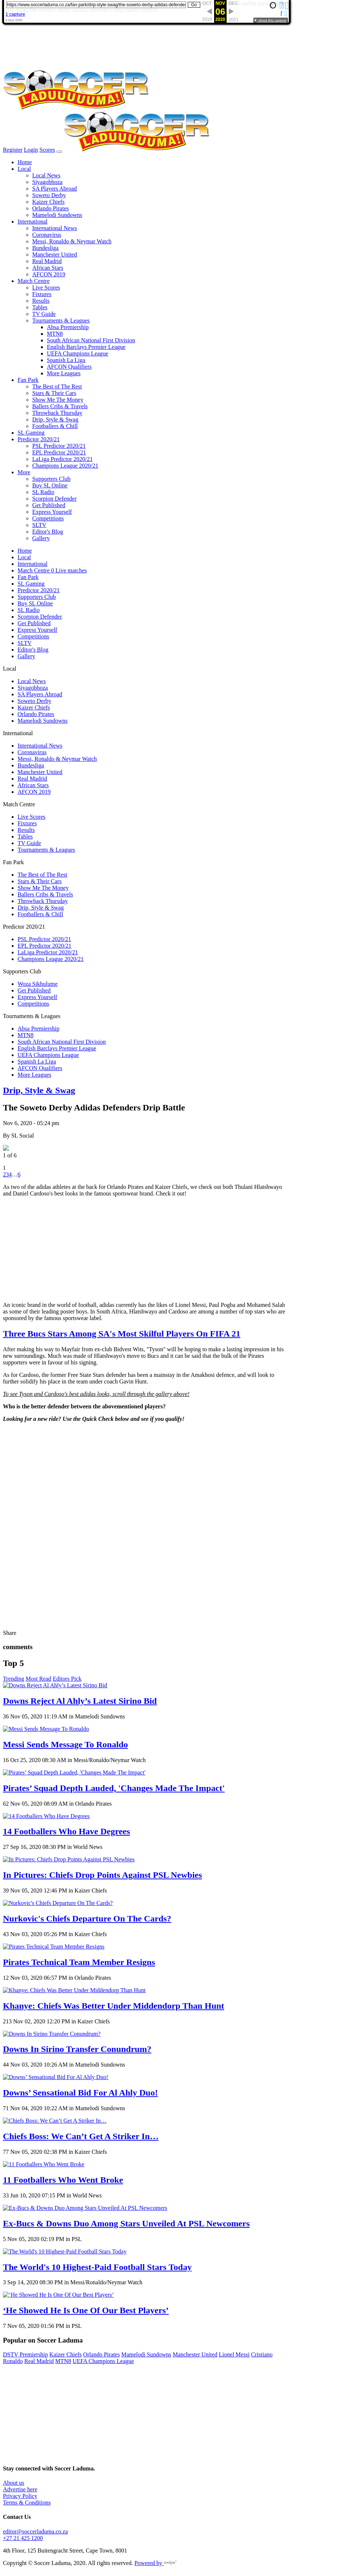 https://www.soccerladuma.co.za/fan-park/drip-style-swag/the-soweto-derby-adidas-defenders
Go
OCT NOV DEC
06
2019 2020 2021
1 capture
6 Nov 2020
About this capture
SOCCER
LADUUUUUMA!
SOCCER
LADUUUUUMA!
Register Login Scores
Home
Local
Local News
Siyagobhoza
SA Players Abroad
Soweto Derby
Kaizer Chiefs
Orlando Pirates
Mamelodi Sundowns
International
International News
Coronavirus
Messi, Ronaldo & Neymar Watch
Bundesliga
Manchester United
Real Madrid
African Stars
AFCON 2019
Match Centre
Live Scores
Fixtures
Results
Tables
TV Guide
Tournaments & Leagues
Absa Premiership
MTN8
South African National First Division
English Barclays Premier League
UEFA Champions League
Spanish La Liga
AFCON Qualifiers
More Leagues
Fan Park
The Best of The Rest
Stars & Their Cars
Show Me The Money
Ballers Cribs & Travels
Throwback Thursday
Drip, Style & Swag
Footballers & Chill
SL Gaming
Predictor 2020/21
PSL Predictor 2020/21
EPL Predictor 2020/21
LaLiga Predictor 2020/21
Champions League 2020/21
More
Supporters Club
Buy SL Online
SL Radio
Scorpion Defender
Get Published
Express Yourself
Competitions
SLTV
Editor's Blog
Gallery
Home
Local
International
Match Centre 0 Live matches
Fan Park
SL Gaming
Predictor 2020/21
Supporters Club
Buy SL Online
SL Radio
Scorpion Defender
Get Published
Express Yourself
Competitions
SLTV
Editor's Blog
Gallery
Local
Local News
Siyagobhoza
SA Players Abroad
Soweto Derby
Kaizer Chiefs
Orlando Pirates
Mamelodi Sundowns
International
International News
Coronavirus
Messi, Ronaldo & Neymar Watch
Bundesliga
Manchester United
Real Madrid
African Stars
AFCON 2019
Match Centre
Live Scores
Fixtures
Results
Tables
TV Guide
Tournaments & Leagues
Fan Park
The Best of The Rest
Stars & Their Cars
Show Me The Money
Ballers Cribs & Travels
Throwback Thursday
Drip, Style & Swag
Footballers & Chill
Predictor 2020/21
PSL Predictor 2020/21
EPL Predictor 2020/21
LaLiga Predictor 2020/21
Champions League 2020/21
Supporters Club
Woza Sikhulume
Get Published
Express Yourself
Competitions
Tournaments & Leagues
Absa Premiership
MTN8
South African National First Division
English Barclays Premier League
UEFA Champions League
Spanish La Liga
AFCON Qualifiers
More Leagues
Drip, Style & Swag
The Soweto Derby Adidas Defenders Drip Battle
Nov 6, 2020 - 05:24 pm
By SL Social
1 of 6
1
234…6
As two of the adidas athletes at the back for Orlando Pirates and Kaizer Chiefs, we check out both Thulani Hlatshwayo
and Daniel Cardoso's best looks in the famous sportswear brand. Check it out!
An iconic brand in the world of football, adidas currently has the likes of Lionel Messi, Paul Pogba and Mohamed Salah
as some of their leading poster boys. In South Africa, Hlatshwayo and Cardoso are among a number of top stars who are
sponsored by the famous sportswear label.
Three Bucs Stars Among SA's Most Skilful Players On FIFA 21
After making his way to Mayfair from ex-club Bidvest Wits, "Tyson" will be hoping to make a lasting impression in his
new surroundings. Much was made of Hlatshwayo's move to Bucs and it can be said that he was one of the Pirates
supporters favourite in favour of his signing.
As for Cardoso, the former Free State Stars defender has been a mainstay in the Amakhosi defence, and will look to
further solidify his place in the team under coach Gavin Hunt.
To see Tyson and Cardoso's best adidas looks, scroll through the gallery above!
Who is the better defender between the abovementioned players?
Looking for a new ride? Use the Quick Check below and see if you qualify!
Share
comments
Top 5
Trending Most Read Editors Pick
Downs Reject Al Ahly’s Latest Sirino Bid
Downs Reject Al Ahly’s Latest Sirino Bid
36 Nov 05, 2020 11:19 AM in Mamelodi Sundowns
Messi Sends Message To Ronaldo
Messi Sends Message To Ronaldo
16 Oct 25, 2020 08:30 AM in Messi/Ronaldo/Neymar Watch
Pirates’ Squad Depth Lauded, 'Changes Made The Impact'
Pirates’ Squad Depth Lauded, 'Changes Made The Impact'
62 Nov 05, 2020 08:09 AM in Orlando Pirates
14 Footballers Who Have Degrees
14 Footballers Who Have Degrees
27 Sep 16, 2020 08:30 PM in World News
In Pictures: Chiefs Drop Points Against PSL Newbies
In Pictures: Chiefs Drop Points Against PSL Newbies
39 Nov 05, 2020 12:46 PM in Kaizer Chiefs
Nurkovic's Chiefs Departure On The Cards?
Nurkovic's Chiefs Departure On The Cards?
43 Nov 03, 2020 05:26 PM in Kaizer Chiefs
Pirates Technical Team Member Resigns
Pirates Technical Team Member Resigns
12 Nov 03, 2020 06:57 PM in Orlando Pirates
Khanye: Chiefs Was Better Under Middendorp Than Hunt
Khanye: Chiefs Was Better Under Middendorp Than Hunt
213 Nov 02, 2020 12:20 PM in Kaizer Chiefs
Downs In Sirino Transfer Conundrum?
Downs In Sirino Transfer Conundrum?
44 Nov 03, 2020 10:26 AM in Mamelodi Sundowns
Downs’ Sensational Bid For Al Ahly Duo!
Downs’ Sensational Bid For Al Ahly Duo!
71 Nov 04, 2020 10:22 AM in Mamelodi Sundowns
Chiefs Boss: We Can’t Get A Striker In…
Chiefs Boss: We Can’t Get A Striker In…
77 Nov 05, 2020 02:38 PM in Kaizer Chiefs
11 Footballers Who Went Broke
11 Footballers Who Went Broke
33 Jun 10, 2020 07:15 PM in World News
Ex-Bucs & Downs Duo Among Stars Unveiled At PSL Newcomers
Ex-Bucs & Downs Duo Among Stars Unveiled At PSL Newcomers
5 Nov 05, 2020 02:19 PM in PSL
The World's 10 Highest-Paid Football Stars Today
The World's 10 Highest-Paid Football Stars Today
3 Sep 14, 2020 08:30 PM in Messi/Ronaldo/Neymar Watch
‘He Showed He Is One Of Our Best Players’
‘He Showed He Is One Of Our Best Players’
7 Nov 05, 2020 01:56 PM in PSL
Popular on Soccer Laduma
DSTV Premiership Kaizer Chiefs Orlando Pirates Mamelodi Sundowns Manchester United Lionel Messi Cristiano
Ronaldo Real Madrid MTN8 UEFA Champions League
Stay connected with Soccer Laduma.
About us
Advertise here
Privacy Policy
Terms & Conditions
Contact Us
editor@soccerladuma.co.za
+27 21 425 1200
4th Floor, 125 Buitengracht Street, Cape Town, 8001
Copyright © Soccer Laduma, 2020. All rights reserved. Powered by